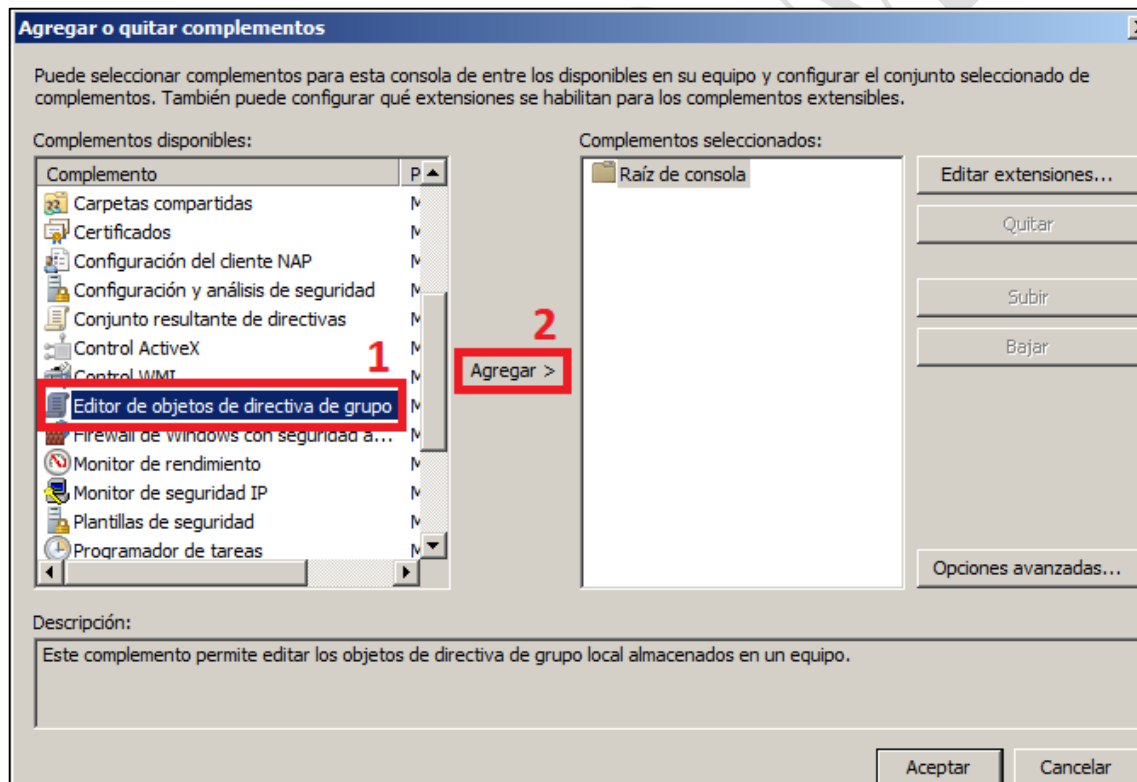 Agregar o quitar complementos
Puede seleccionar complementos para esta consola de entre los disponibles en su equipo y configurar el conjunto seleccionado de
complementos. También puede configurar qué extensiones se habilitan para los complementos extensibles.
Complementos disponibles:
Complemento
P
Carpetas compartidas
M
Certificados
M
Configuración del cliente NAP
M
Configuración y análisis de seguridad
M
Conjunto resultante de directivas
M
Control ActiveX
M
1
Control WMI
M
Editor de objetos de directiva de grupo
M
Firewall de Windows con seguridad a...
M
Monitor de rendimiento
M
Monitor de seguridad IP
M
Plantillas de seguridad
M
Programador de tareas
M
2
Agregar >
Complementos seleccionados:
Raíz de consola
Editar extensiones...
Quitar
Subir
Bajar
Opciones avanzadas...
Descripción:
Este complemento permite editar los objetos de directiva de grupo local almacenados en un equipo.
Aceptar
Cancelar